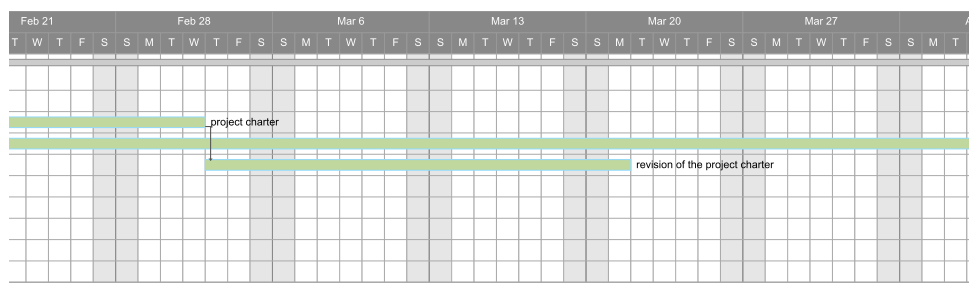 Feb 21 Feb 28 Mar 6 Mar 13 Mar 20 Mar 27 A
T W T F S S M T W T F S S M T W T F S S M T W T F S S M T W T F S S M T W T F S S M T
project charter
revision of the project charter